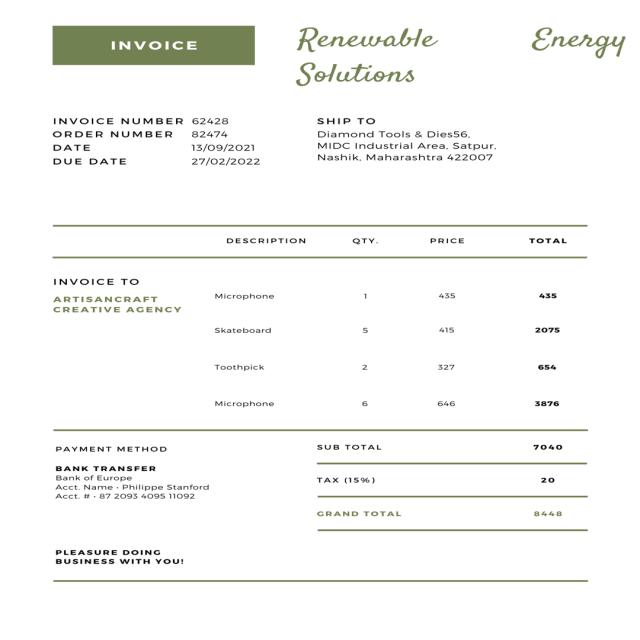 INVOICE
Renewable Energy
Solutions
INVOICE NUMBER 62428
ORDER NUMBER 82474
DATE 13/09/2021
DUE DATE 27/02/2022
SHIP TO
Diamond Tools & Dies56,
MIDC Industrial Area, Satpur,
Nashik, Maharashtra 422007
DESCRIPTION QTY. PRICE TOTAL
INVOICE TO
ARTISANCRAFT
CREATIVE AGENCY
Microphone 1 435 435
Skateboard 5 415 2075
Toothpick 2 327 654
Microphone 6 646 3876
PAYMENT METHOD
BANK TRANSFER
Bank of Europe
Acct. Name - Philippe Stanford
Acct. # - 87 2093 4095 11092
SUB TOTAL 7040
TAX (15%) 20
GRAND TOTAL 8448
PLEASURE DOING
BUSINESS WITH YOU!